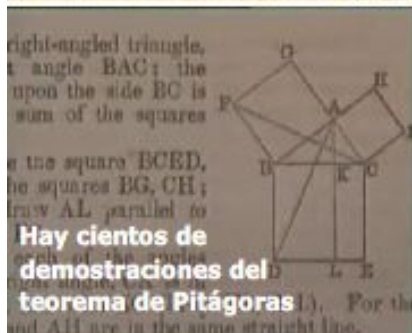 right-angled triangle,
angle BAC; the
upon the side BC is
sum of the squares
the square BCED,
the squares BG, CH;
draw AL parallel to
G
H
A
F
B
K
C
D
L
E
Hay cientos de
demostraciones del
teorema de Pitágoras
For the
and AH are in the same straight line.